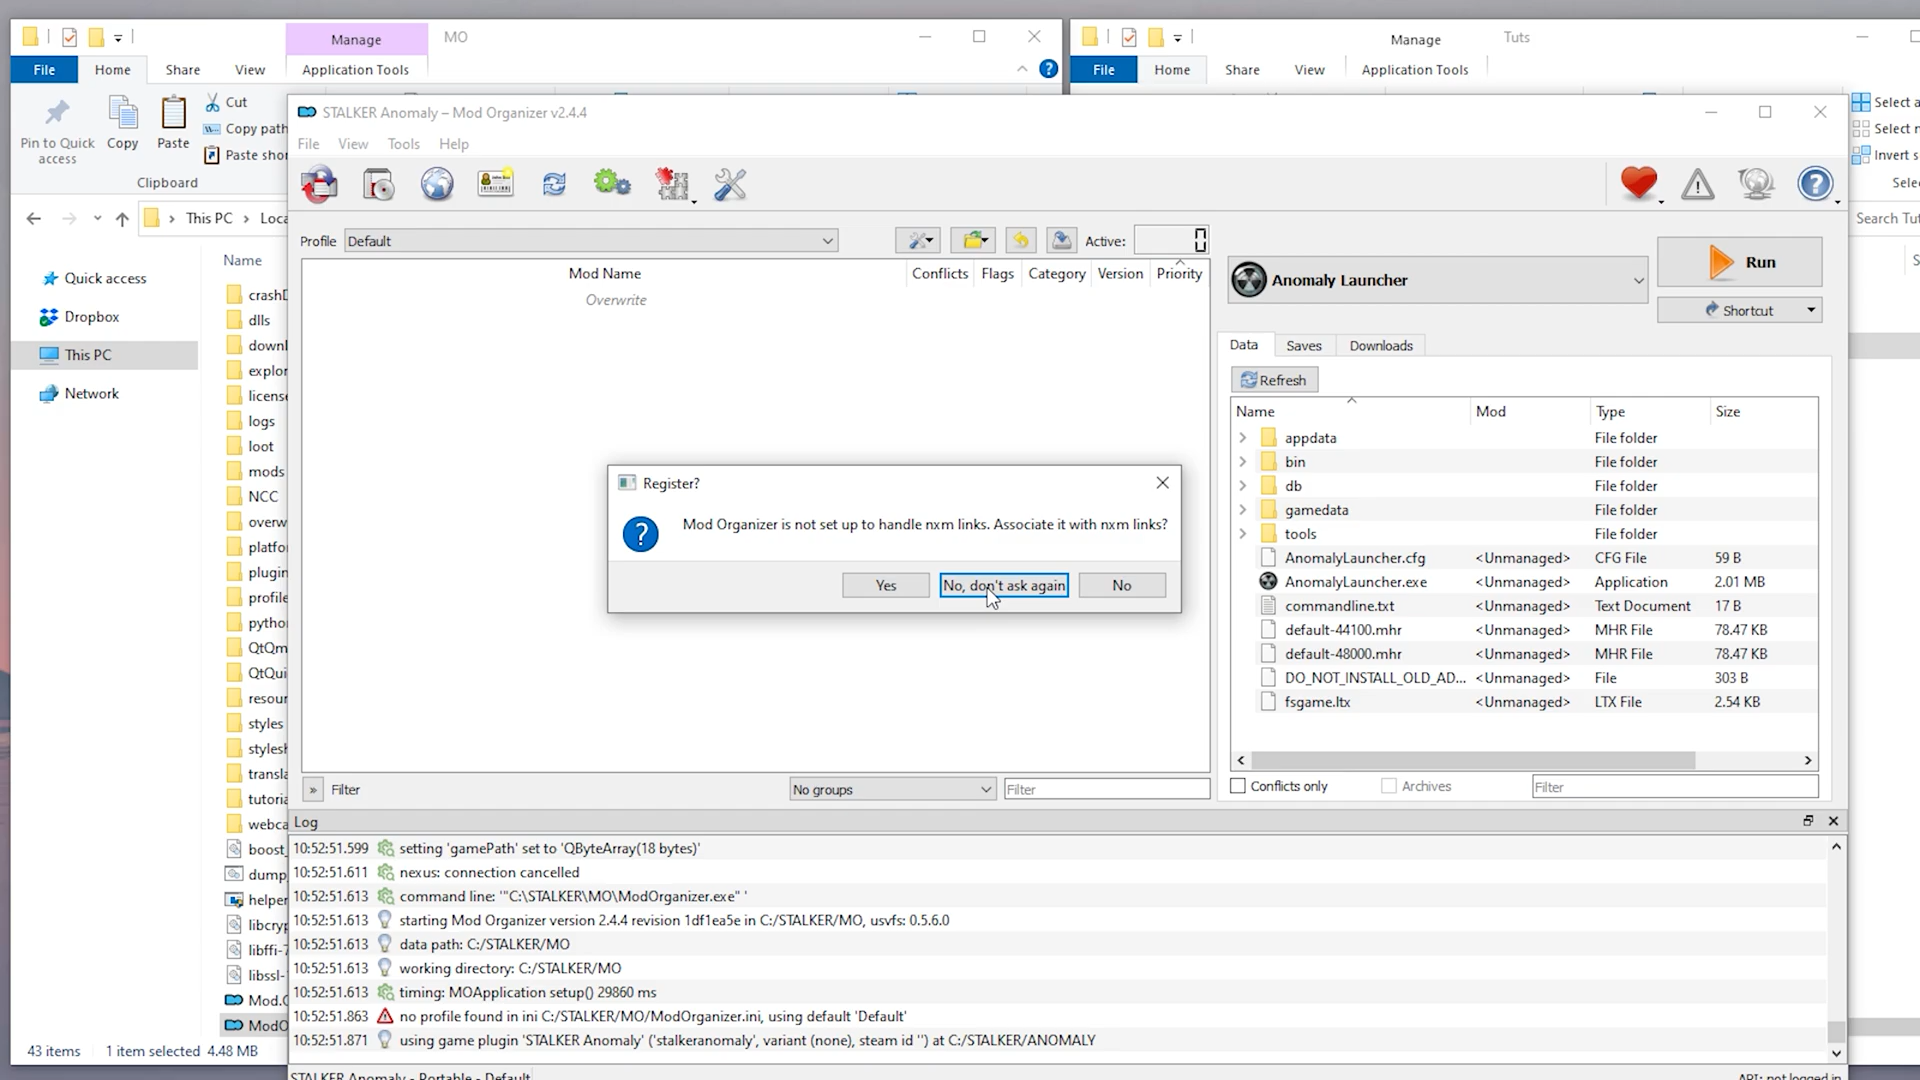 Manage
MO
File
Home
Share
View
Application Tools
Pin to Quick access
Copy
Paste
Cut
Copy path
Clipboard
This PC
Name
Quick access
Dropbox
This PC
Network
dlls
logs
loot
mods
NCC
styles
43 items
1 item selected 4.48 MB
Manage
Tuts
File
Home
Share
View
Application Tools
Search Tut
STALKER Anomaly – Mod Organizer v2.4.4
File
View
Tools
Help
Profile
Default
Active:
0
Mod Name
Conflicts
Flags
Category
Version
Priority
Overwrite
Anomaly Launcher
Run
Shortcut
Data
Saves
Downloads
Refresh
Name
Mod
Type
Size
appdata
File folder
bin
File folder
db
File folder
gamedata
File folder
tools
File folder
AnomalyLauncher.cfg <Unmanaged> CFG File 59 B
AnomalyLauncher.exe <Unmanaged> Application 2.01 MB
commandline.txt <Unmanaged> Text Document 17 B
default-44100.mhr <Unmanaged> MHR File 78.47 KB
default-48000.mhr <Unmanaged> MHR File 78.47 KB
DO_NOT_INSTALL_OLD_AD... <Unmanaged> File 303 B
fsgame.ltx <Unmanaged> LTX File 2.54 KB
Conflicts only
Archives
Filter
Register?
Mod Organizer is not set up to handle nxm links. Associate it with nxm links?
Yes
No, don't ask again
No
Filter
No groups
Filter
Log
10:52:51.599 setting 'gamePath' set to 'QByteArray(18 bytes)'
10:52:51.611 nexus: connection cancelled
10:52:51.613 command line: '"C:\STALKER\MO\ModOrganizer.exe" '
10:52:51.613 starting Mod Organizer version 2.4.4 revision 1df1ea5e in C:/STALKER/MO, usvfs: 0.5.6.0
10:52:51.613 data path: C:/STALKER/MO
10:52:51.613 working directory: C:/STALKER/MO
10:52:51.613 timing: MOApplication setup() 29860 ms
10:52:51.863 no profile found in ini C:/STALKER/MO/ModOrganizer.ini, using default 'Default'
10:52:51.871 using game plugin 'STALKER Anomaly' ('stalkeranomaly', variant (none), steam id '') at C:/STALKER/ANOMALY
STALKER Anomaly - Portable - Default
API: not logged in